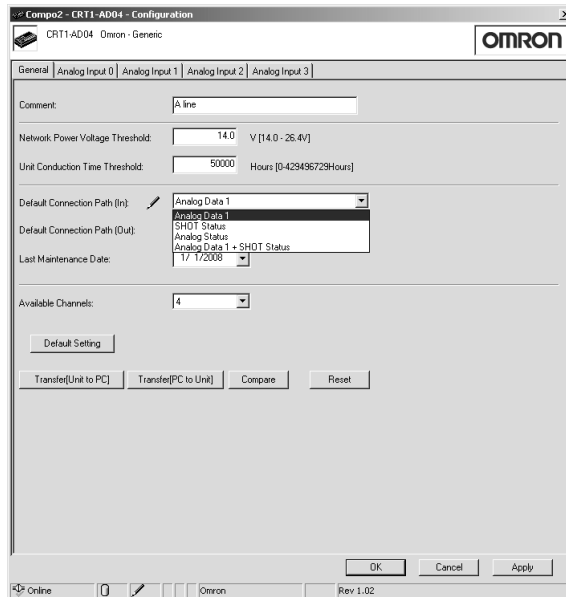 Compo2 - CRT1-AD04 - Configuration
CRT1-AD04 Omron - Generic
OMRON
General Analog Input 0 Analog Input 1 Analog Input 2 Analog Input 3
Comment: A line
Network Power Voltage Threshold: 14.0 V [14.0 - 26.4V]
Unit Conduction Time Threshold: 50000 Hours [0-429496729Hours]
Default Connection Path (In): Analog Data 1
Analog Data 1
SHOT Status
Default Connection Path (Out):
Analog Status
Analog Data 1 + SHOT Status
Last Maintenance Date: 1/ 1/2008
Available Channels: 4
Default Setting
Transfer[Unit to PC] Transfer[PC to Unit] Compare Reset
OK Cancel Apply
Online Omron Rev 1.02